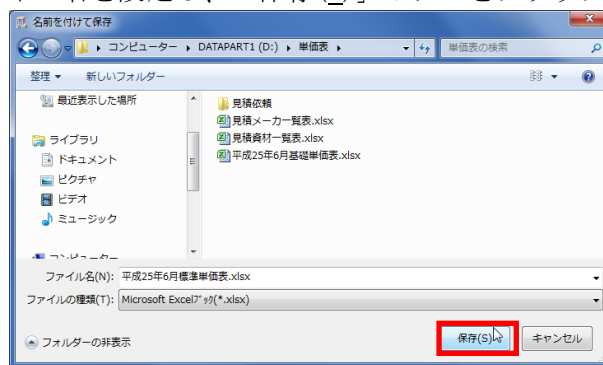 名前を付けて保存
コンピューター ▸ DATAPART1 (D:) ▸ 単価表 ▸
単価表の検索
整理 新しいフォルダー
最近表示した場所
ライブラリ
ドキュメント
ピクチャ
ビデオ
ミュージック
コンピューター
見積依頼
見積メーカ一覧表.xlsx
見積資材一覧表.xlsx
平成25年6月基礎単価表.xlsx
ファイル名(N): 平成25年6月標準単価表.xlsx
ファイルの種類(T): Microsoft Excelブック(*.xlsx)
フォルダーの非表示
保存(S)
キャンセル